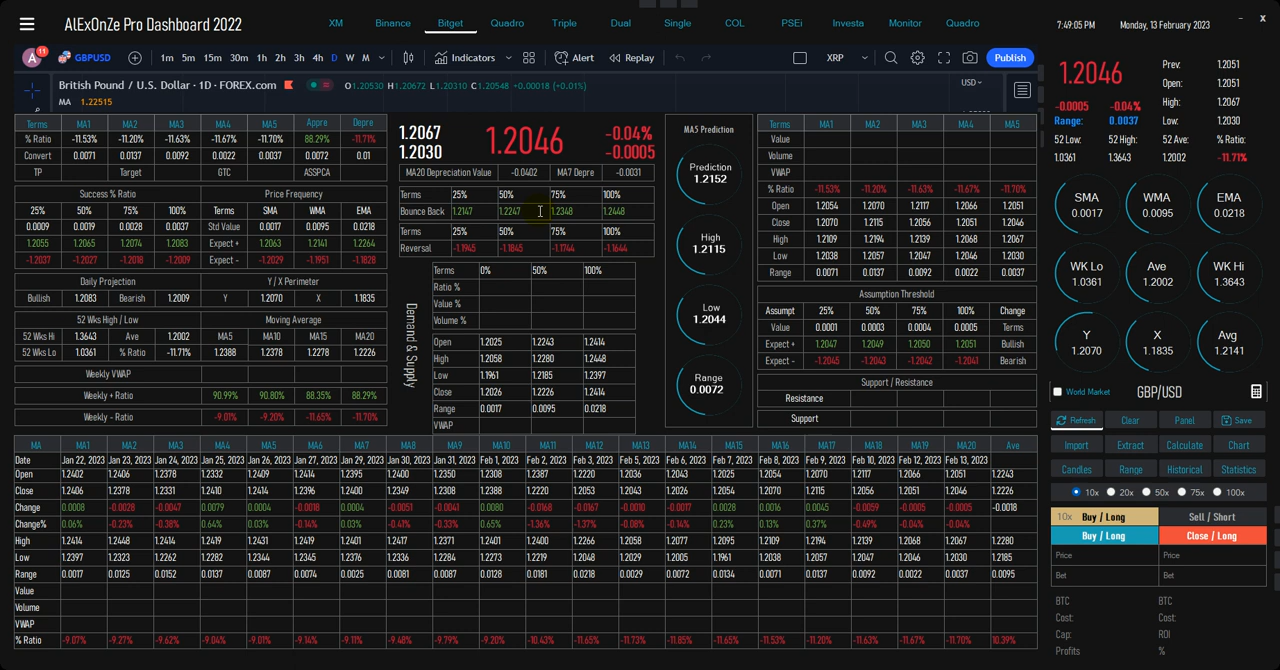 AlExOnZe Pro Dashboard 2022
XM Binance Bitget Quadro Triple Dual Single COL PSEi Investa Monitor Quadro
7:49:05 PM Monday, 13 February 2023 – X
A 11 GBPUSD 1m 5m 15m 30m 1h 2h 3h 4h D W M Indicators Alert Replay XRP Publish
British Pound / U.S. Dollar · 1D · FOREX.com O1.20530 H1.20672 L1.20310 C1.20548 +0.00018 (+0.01%) USD
MA 1.22515
Terms MA1 MA2 MA3 MA4 MA5 Appre Depre
% Ratio -11.53% -11.20% -11.63% -11.67% -11.70% 88.29% -11.71%
Convert 0.0071 0.0137 0.0092 0.0022 0.0037 0.0072 0.01
TP Target GTC ASSPCA
Success % Ratio Price Frequency
25% 50% 75% 100% Terms SMA WMA EMA
0.0009 0.0019 0.0028 0.0037 Std Value 0.0017 0.0095 0.0218
1.2055 1.2065 1.2074 1.2083 Expect + 1.2063 1.2141 1.2264
-1.2037 -1.2027 -1.2018 -1.2009 Expect - -1.2029 -1.1951 -1.1828
Daily Projection Y / X Perimeter
Bullish 1.2083 Bearish 1.2009 Y 1.2070 X 1.1835
52 Wks High / Low Moving Average
52 Wks Hi 1.3643 Ave 1.2002 MA5 MA10 MA15 MA20
52 Wks Lo 1.0361 % Ratio -11.71% 1.2388 1.2378 1.2278 1.2226
Weekly VWAP
Weekly + Ratio 90.99% 90.80% 88.35% 88.29%
Weekly - Ratio -9.01% -9.20% -11.65% -11.70%
1.2067
1.2030
1.2046
-0.04%
-0.0005
MA20 Depreciation Value -0.0402 MA7 Depre -0.0031
Terms 25% 50% 75% 100%
Bounce Back 1.2147 1.2247 1.2348 1.2448
Terms 25% 50% 75% 100%
Reversal -1.1945 -1.1845 -1.1744 -1.1644
Demand & Supply
Terms 0% 50% 100%
Ratio %
Value %
Volume %
Open 1.2025 1.2243 1.2414
High 1.2058 1.2280 1.2448
Low 1.1961 1.2185 1.2397
Close 1.2026 1.2226 1.2414
Range 0.0017 0.0095 0.0218
VWAP
MA5 Prediction
Prediction
1.2152
High
1.2115
Low
1.2044
Range
0.0072
Terms MA1 MA2 MA3 MA4 MA5
Value
Volume
VWAP
% Ratio -11.53% -11.20% -11.63% -11.67% -11.70%
Open 1.2054 1.2070 1.2117 1.2066 1.2051
Close 1.2070 1.2115 1.2056 1.2051 1.2046
High 1.2109 1.2194 1.2139 1.2068 1.2067
Low 1.2038 1.2057 1.2047 1.2046 1.2030
Range 0.0071 0.0137 0.0092 0.0022 0.0037
Assumption Threshold
Assumpt 25% 50% 75% 100% Change
Value 0.0001 0.0003 0.0004 0.0005 Terms
Expect + 1.2047 1.2049 1.2050 1.2051 Bullish
Expect - -1.2045 -1.2043 -1.2042 -1.2041 Bearish
Support / Resistance
Resistance
Support
1.2046
-0.0005 -0.04%
Range: 0.0037
Prev: 1.2051
Open: 1.2051
High: 1.2067
Low: 1.2030
52 Low: 52 High: 52 Ave: % Ratio:
1.0361 1.3643 1.2002 -11.71%
SMA 0.0017 WMA 0.0095 EMA 0.0218
WK Lo 1.0361 Ave 1.2002 WK Hi 1.3643
Y 1.2070 X 1.1835 Avg 1.2141
World Market GBP/USD
Refresh Clear Panel Save
Import Extract Calculate Chart
Candles Range Historical Statistics
10x 20x 50x 75x 100x
10x Buy / Long Sell / Short
Buy / Long Close / Long
Price Price
Bet Bet
BTC BTC
Cost: Cost:
Cap: ROI
Profits %
MA MA1 MA2 MA3 MA4 MA5 MA6 MA7 MA8 MA9 MA10 MA11 MA12 MA13 MA14 MA15 MA16 MA17 MA18 MA19 MA20 Ave
Date Jan 22, 2023 Jan 23, 2023 Jan 24, 2023 Jan 25, 2023 Jan 26, 2023 Jan 27, 2023 Jan 29, 2023 Jan 30, 2023 Jan 31, 2023 Feb 1, 2023 Feb 2, 2023 Feb 3, 2023 Feb 5, 2023 Feb 6, 2023 Feb 7, 2023 Feb 8, 2023 Feb 9, 2023 Feb 10, 2023 Feb 12, 2023 Feb 13, 2023
Open 1.2402 1.2406 1.2378 1.2332 1.2409 1.2414 1.2395 1.2400 1.2350 1.2308 1.2387 1.2220 1.2036 1.2043 1.2025 1.2054 1.2070 1.2117 1.2066 1.2051 1.2243
Close 1.2406 1.2378 1.2331 1.2410 1.2414 1.2396 1.2400 1.2349 1.2308 1.2388 1.2220 1.2053 1.2043 1.2026 1.2054 1.2070 1.2115 1.2056 1.2051 1.2046 1.2226
Change 0.0008 -0.0028 -0.0047 0.0079 0.0004 -0.0018 0.0004 -0.0051 -0.0041 0.0080 -0.0168 -0.0167 -0.0010 -0.0017 0.0028 0.0016 0.0045 -0.0059 -0.0005 -0.0005 -0.0018
Change% 0.06% -0.23% -0.38% 0.64% 0.03% -0.14% 0.03% -0.41% -0.33% 0.65% -1.36% -1.37% -0.08% -0.14% 0.23% 0.13% 0.37% -0.49% -0.04% -0.04%
High 1.2414 1.2448 1.2414 1.2419 1.2431 1.2419 1.2401 1.2417 1.2371 1.2401 1.2400 1.2266 1.2058 1.2077 1.2095 1.2109 1.2194 1.2139 1.2068 1.2067 1.2280
Low 1.2397 1.2323 1.2262 1.2282 1.2344 1.2345 1.2376 1.2336 1.2284 1.2273 1.2219 1.2048 1.2029 1.2005 1.1961 1.2038 1.2057 1.2047 1.2046 1.2030 1.2185
Range 0.0017 0.0125 0.0152 0.0137 0.0087 0.0074 0.0025 0.0081 0.0087 0.0128 0.0181 0.0218 0.0029 0.0072 0.0134 0.0071 0.0137 0.0092 0.0022 0.0037 0.0095
Value
Volume
VWAP
% Ratio -9.07% -9.27% -9.62% -9.04% -9.01% -9.14% -9.11% -9.48% -9.79% -9.20% -10.43% -11.65% -11.73% -11.85% -11.65% -11.53% -11.20% -11.63% -11.67% -11.70% 10.39%